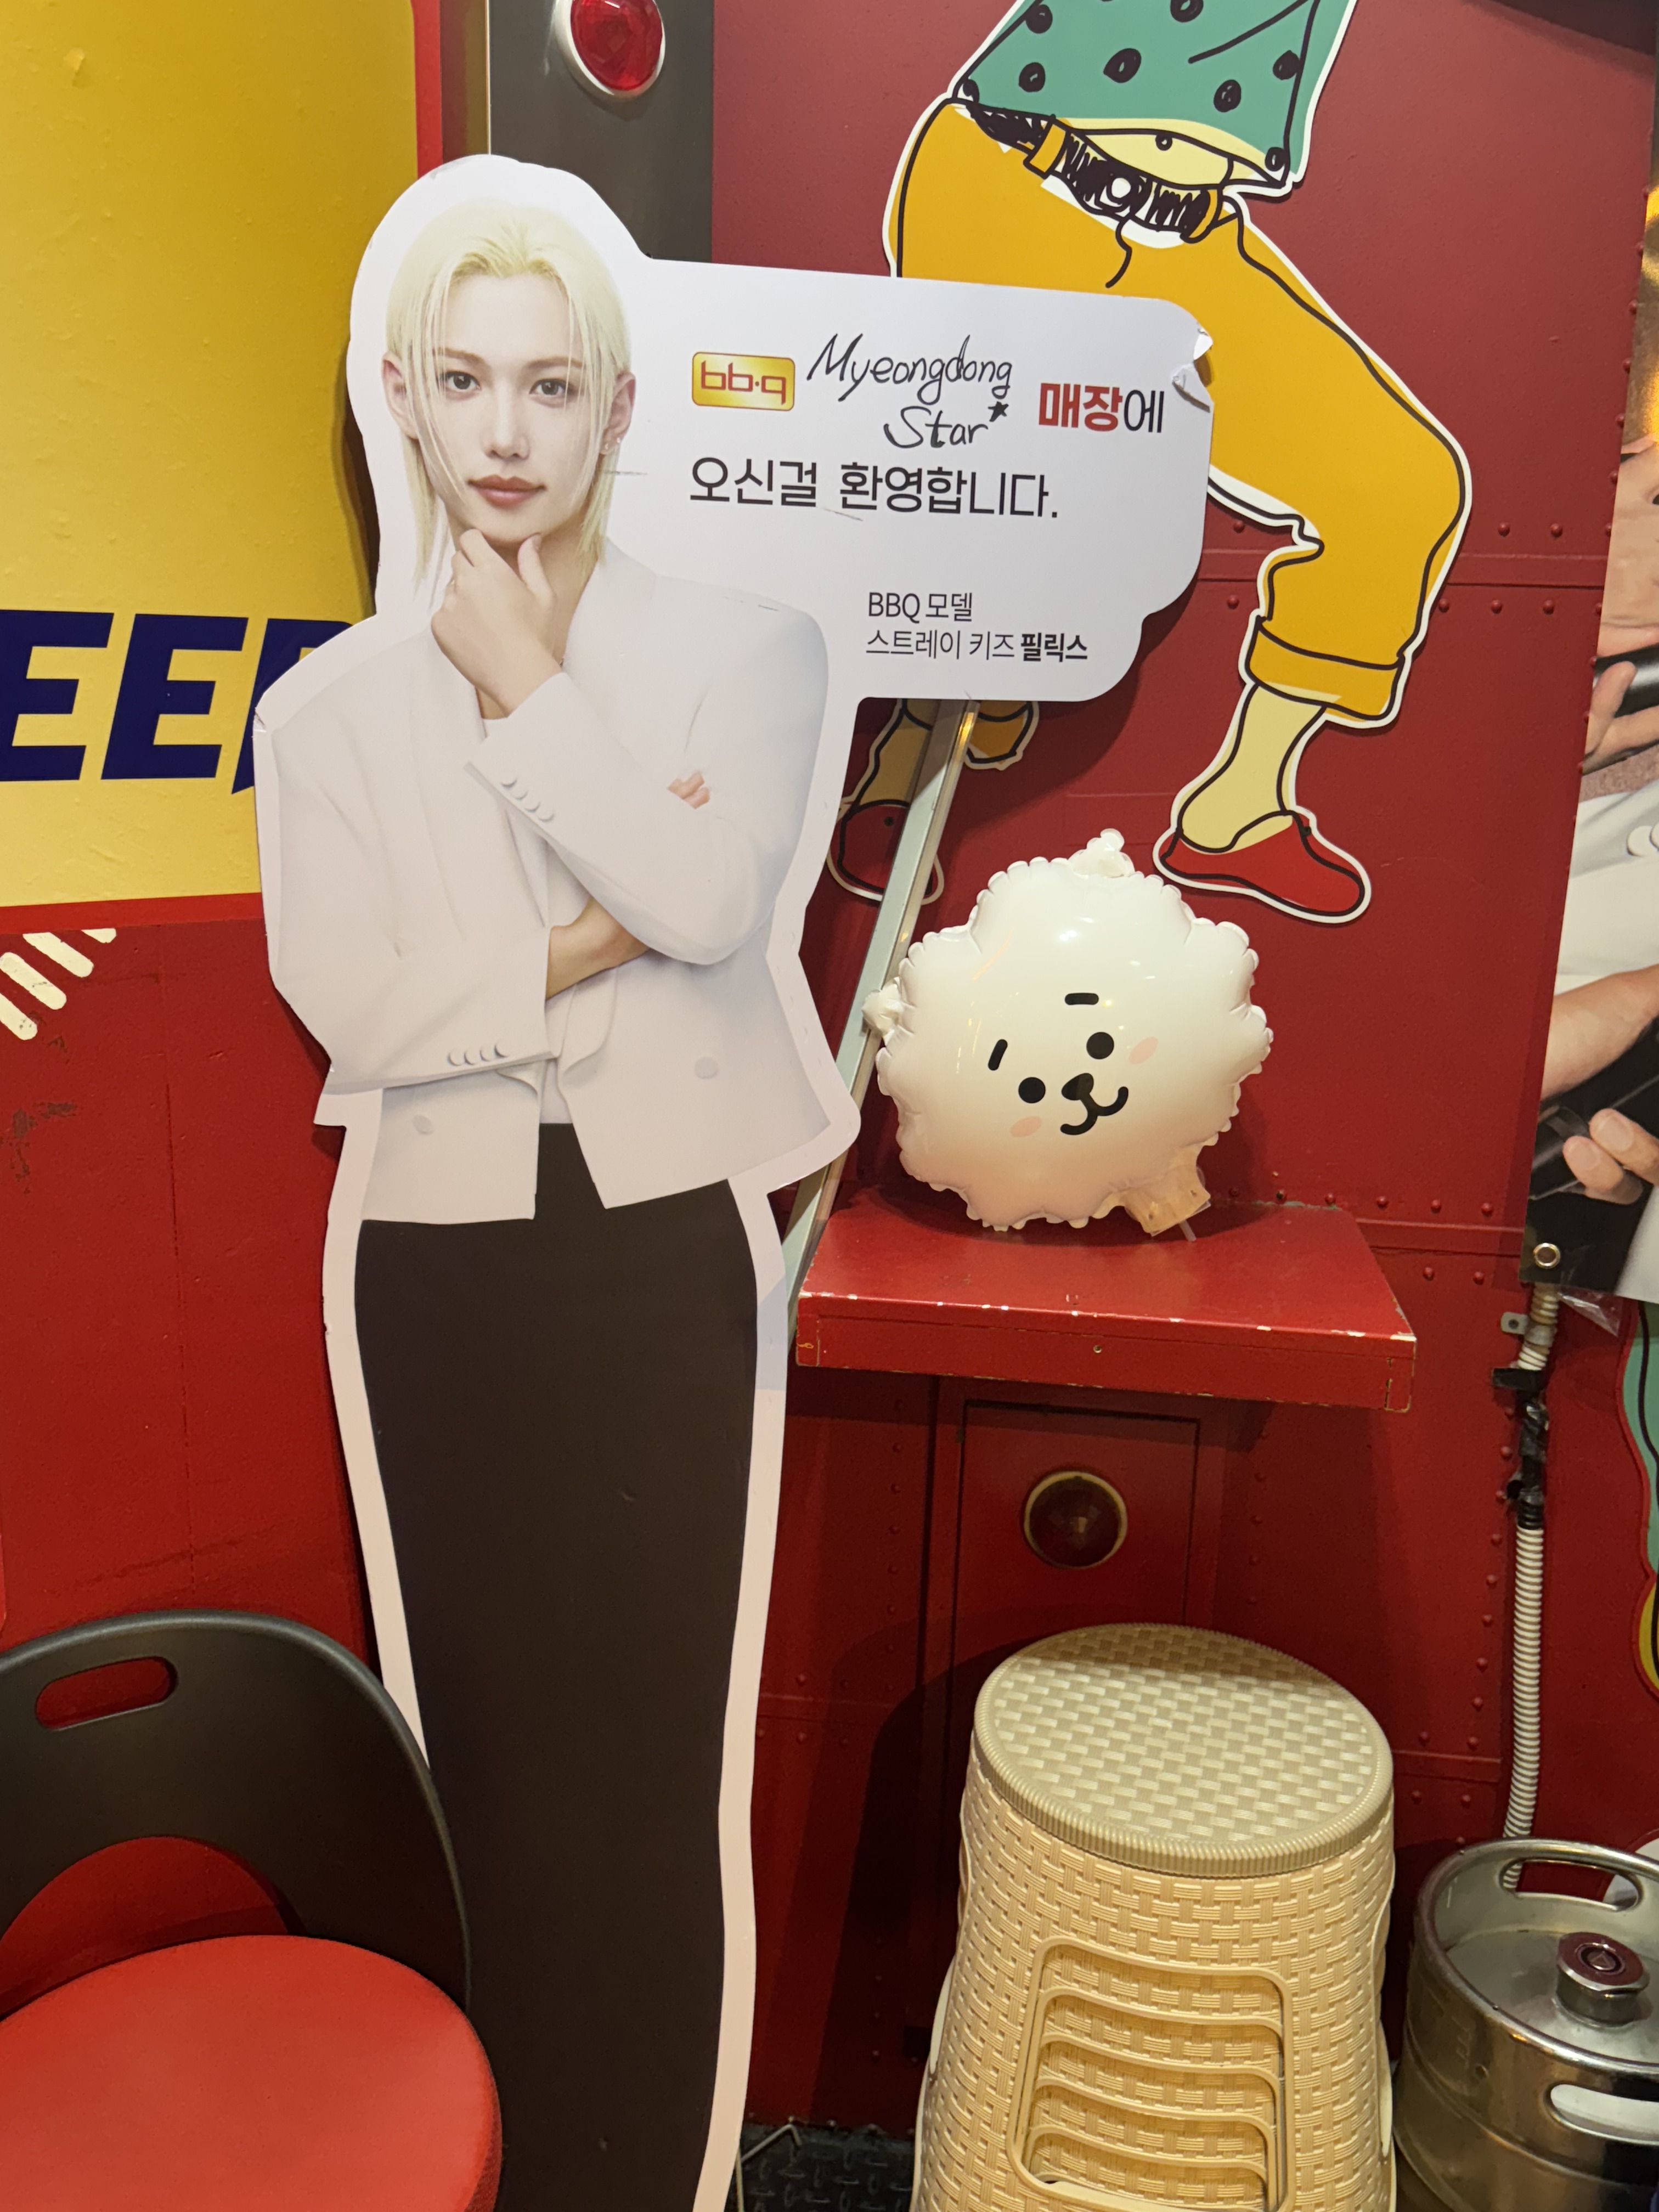 bb.q Myeongdong 매장에
Star
오신걸 환영합니다.
BBQ 모델
스트레이 키즈 필릭스